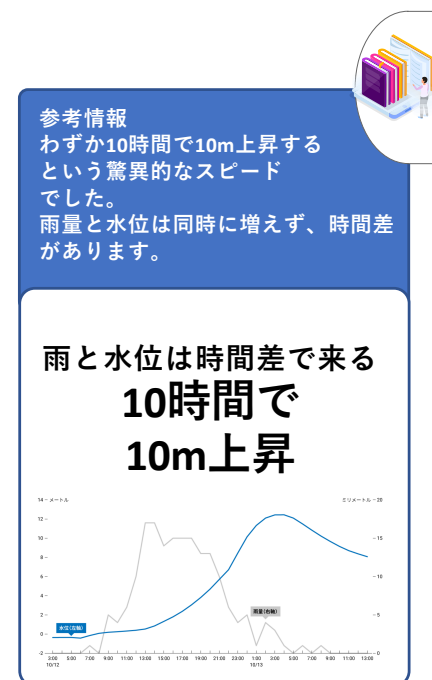 参考情報
わずか10時間で10m上昇する
という驚異的なスピード
でした。
雨量と水位は同時に増えず、時間差
があります。
雨と水位は時間差で来る
10時間で
10m上昇
14 メートル
ミリメートル 20
12
10
8
6
4
2
0
-2
15
10
5
0
水位(左軸)
雨量(右軸)
3:00 5:00 7:00 9:00 11:00 13:00 15:00 17:00 19:00 21:00 23:00 1:00 3:00 5:00 7:00 9:00 11:00 13:00
10/12 10/13